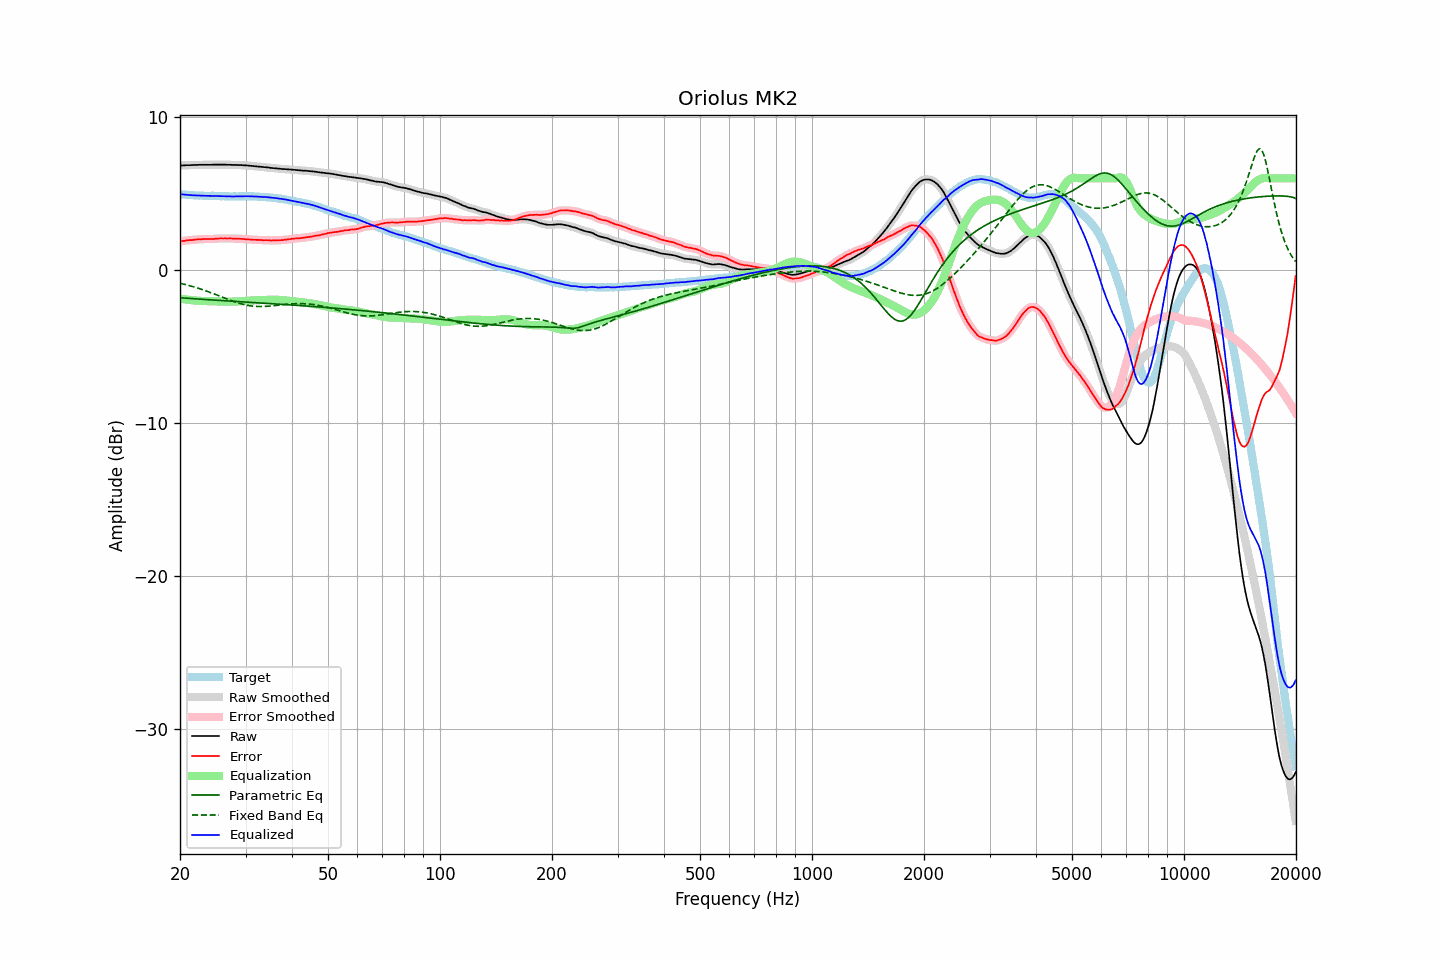 Oriolus MK2
10
0
−10
−20
−30
Amplitude (dBr)
Target
Raw Smoothed
Error Smoothed
Raw
Error
Equalization
Parametric Eq
Fixed Band Eq
Equalized
20 50 100 200 500 1000 2000 5000 10000 20000
Frequency (Hz)